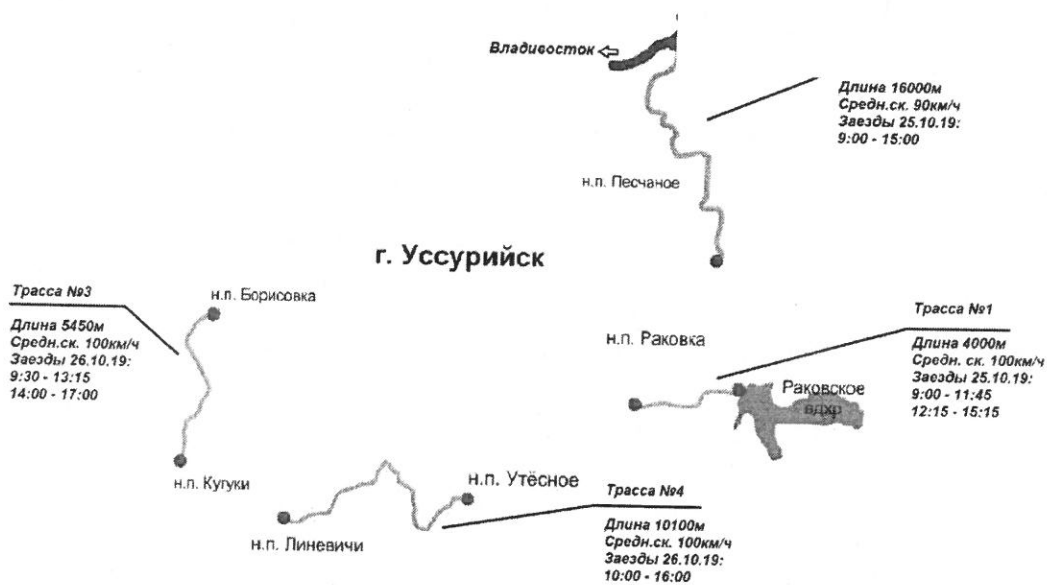 Владивосток
Длина 16000м
Средн.ск. 90км/ч
Заезды 25.10.19:
9:00 - 15:00
н.п. Песчаное
г. Уссурийск
Трасса №3
н.п. Борисовка
Длина 5450м
Средн.ск. 100км/ч
Заезды 26.10.19:
9:30 - 13:15
14:00 - 17:00
н.п. Кугуки
Трасса №1
н.п. Раковка
Длина 4000м
Средн. ск. 100км/ч
Заезды 25.10.19:
9:00 - 11:45
12:15 - 15:15
Раковское
вдхр
н.п. Утёсное
н.п. Линевичи
Трасса №4
Длина 10100м
Средн.ск. 100км/ч
Заезды 26.10.19:
10:00 - 16:00